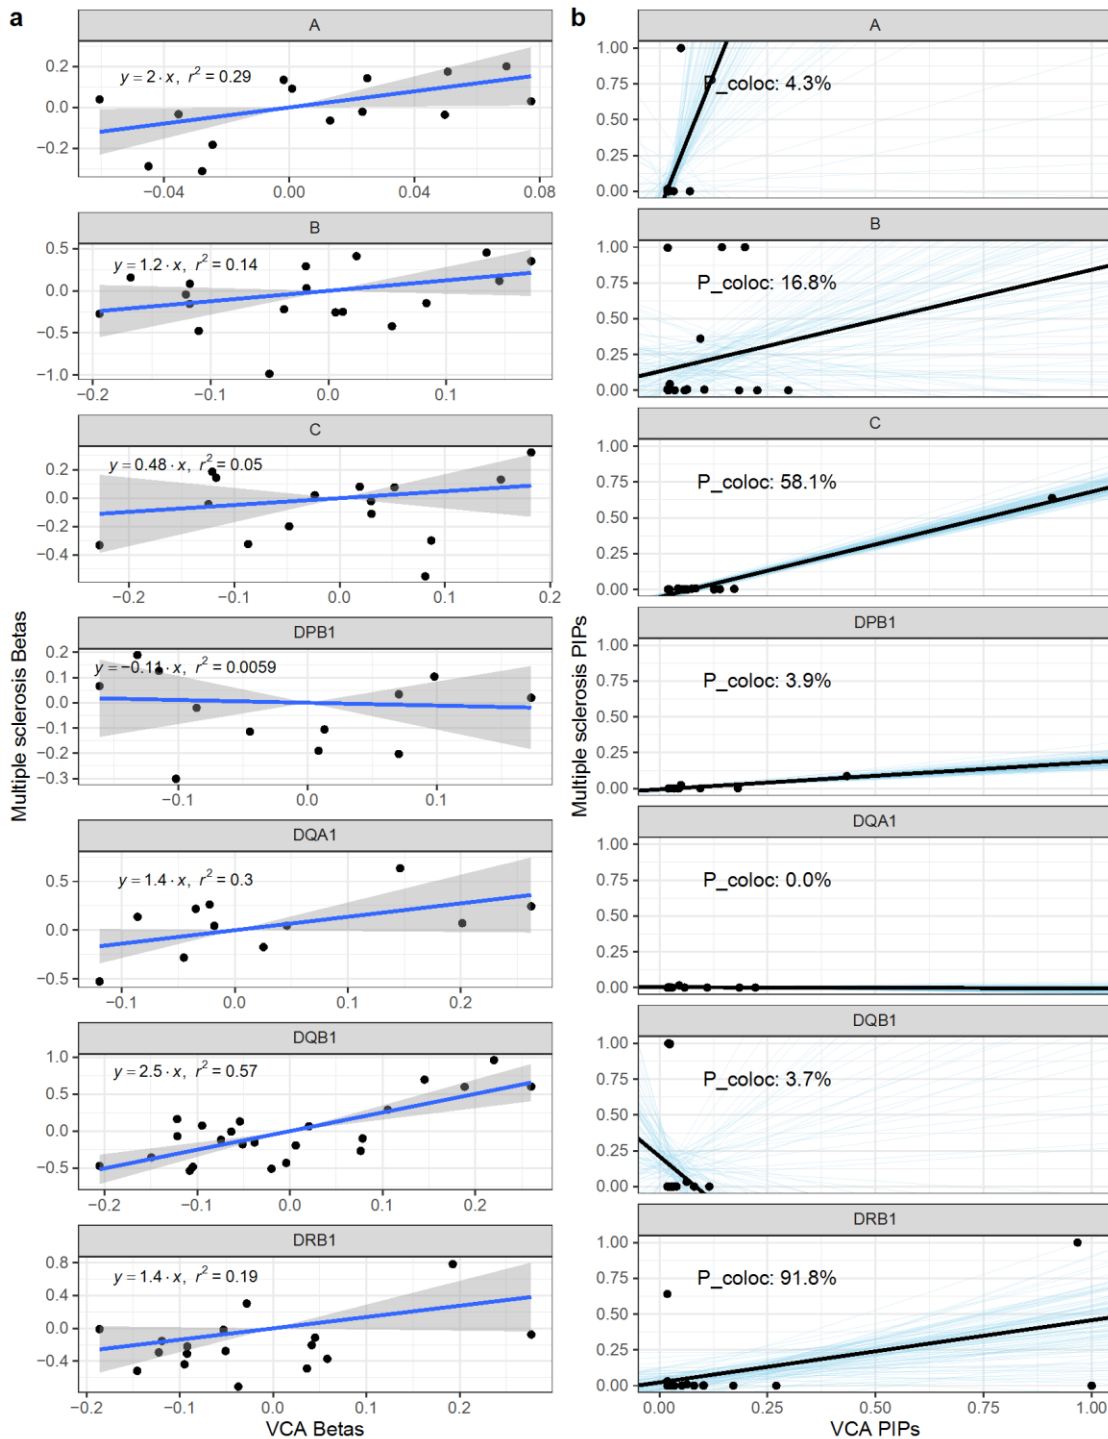 a
b
A
0.2
0.0
−0.2
y = 2 · x, r² = 0.29
−0.04
0.00
0.04
0.08
B
0.5
0.0
−0.5
−1.0
y = 1.2 · x, r² = 0.14
−0.2
−0.1
0.0
0.1
C
0.2
0.0
−0.2
−0.4
y = 0.48 · x, r² = 0.05
−0.2
−0.1
0.0
0.1
0.2
DPB1
0.2
0.1
0.0
−0.1
−0.2
−0.3
y = −0.11 · x, r² = 0.0059
−0.1
0.0
0.1
DQA1
0.5
0.0
−0.5
y = 1.4 · x, r² = 0.3
−0.1
0.0
0.1
0.2
DQB1
1.0
0.5
0.0
−0.5
y = 2.5 · x, r² = 0.57
−0.2
−0.1
0.0
0.1
0.2
DRB1
0.8
0.4
0.0
−0.4
y = 1.4 · x, r² = 0.19
−0.2
−0.1
0.0
0.1
0.2
VCA Betas
Multiple sclerosis Betas
A
1.00
0.75
0.50
0.25
0.00
P_coloc: 4.3%
B
1.00
0.75
0.50
0.25
0.00
P_coloc: 16.8%
C
1.00
0.75
0.50
0.25
0.00
P_coloc: 58.1%
DPB1
1.00
0.75
0.50
0.25
0.00
P_coloc: 3.9%
DQA1
1.00
0.75
0.50
0.25
0.00
P_coloc: 0.0%
DQB1
1.00
0.75
0.50
0.25
0.00
P_coloc: 3.7%
DRB1
1.00
0.75
0.50
0.25
0.00
P_coloc: 91.8%
0.00
0.25
0.50
0.75
1.00
VCA PIPs
Multiple sclerosis PIPs